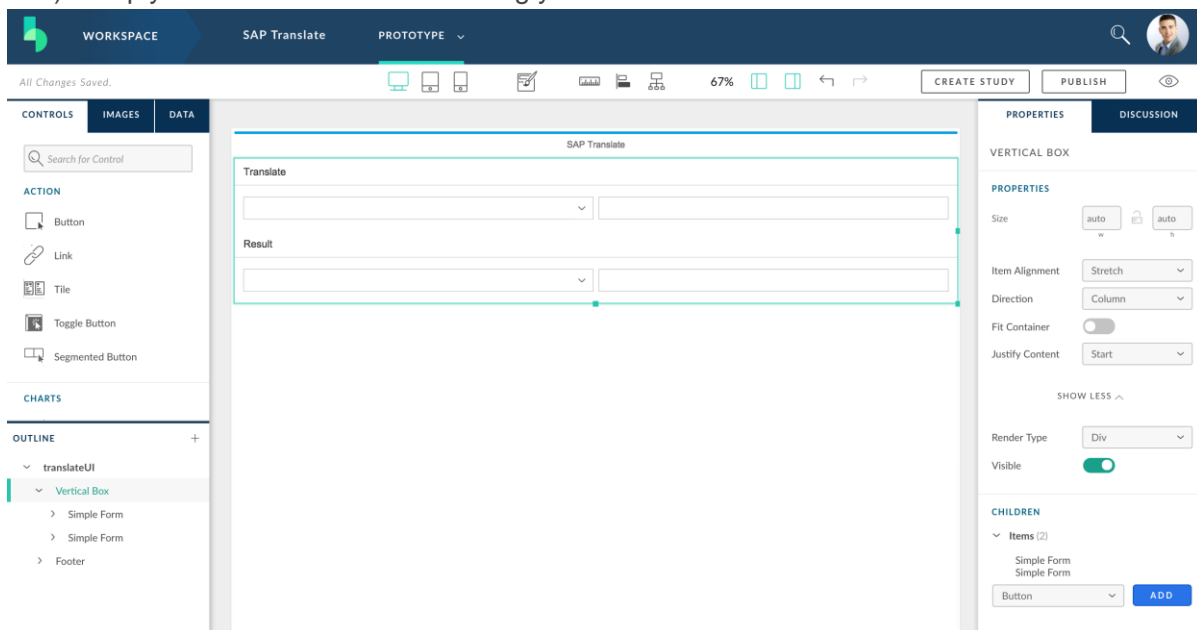 WORKSPACE
SAP Translate
PROTOTYPE
All Changes Saved.
67%
CREATE STUDY
PUBLISH
CONTROLS
IMAGES
DATA
Search for Control
ACTION
Button
Link
Tile
Toggle Button
Segmented Button
CHARTS
OUTLINE
translateUI
Vertical Box
Simple Form
Simple Form
Footer
SAP Translate
Translate
Result
PROPERTIES
DISCUSSION
VERTICAL BOX
PROPERTIES
Size
auto
auto
w
h
Item Alignment
Stretch
Direction
Column
Fit Container
Justify Content
Start
SHOW LESS
Render Type
Div
Visible
CHILDREN
Items (2)
Simple Form
Simple Form
Button
ADD